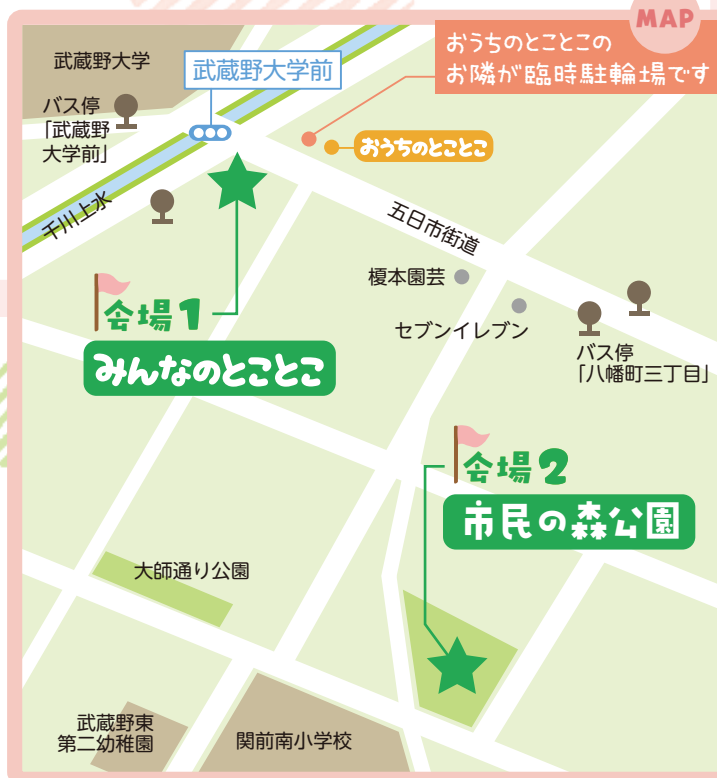 MAP
おうちのとことこの
お隣が臨時駐輪場です
武蔵野大学
武蔵野大学前
バス停
「武蔵野
大学前」
おうちのとことこ
千川上水
五日市街道
榎本園芸
会場1
みんなのとことこ
セブンイレブン
バス停
「八幡町三丁目」
会場2
市民の森公園
大師通り公園
武蔵野東
第二幼稚園
関前南小学校